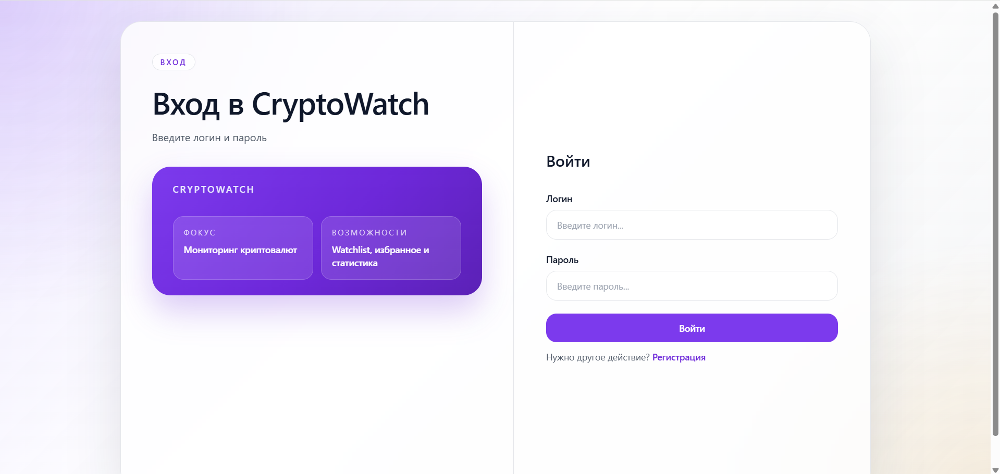 ВХОД
Вход в CryptoWatch
Введите логин и пароль
CRYPTOWATCH
ФОКУС
Мониторинг криптовалют
ВОЗМОЖНОСТИ
Watchlist, избранное и
статистика
Войти
Логин
Введите логин...
Пароль
Введите пароль...
Войти
Нужно другое действие? Регистрация